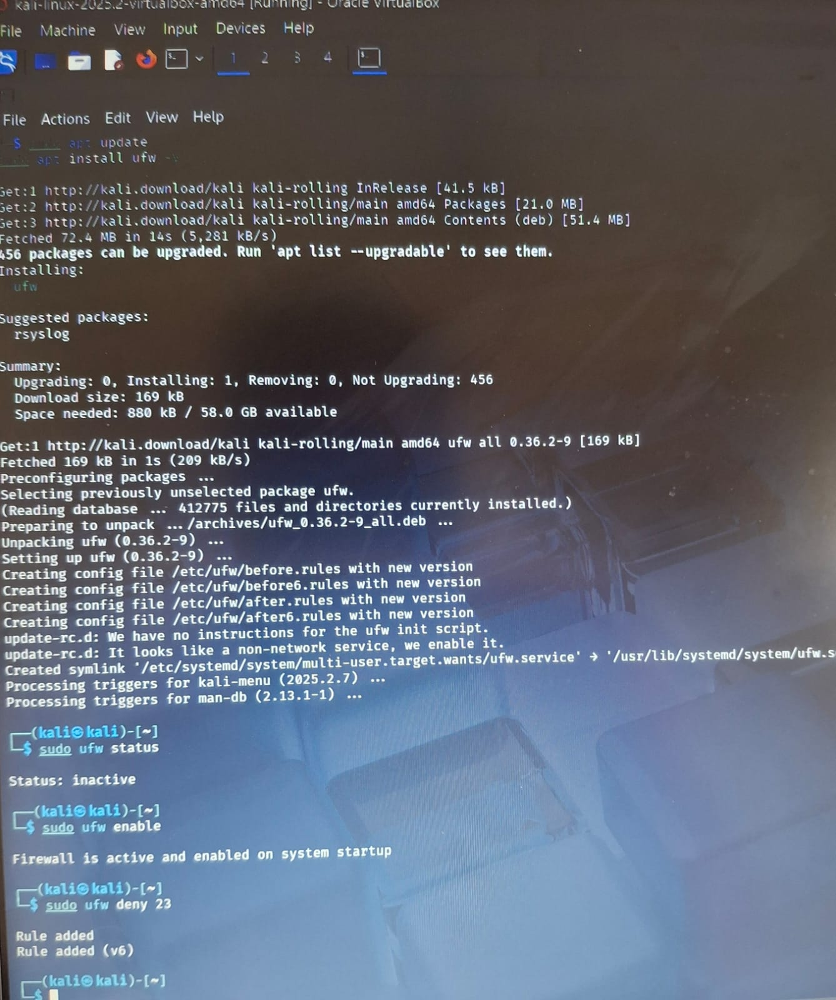 kali-linux-2025.2-virtualbox-amd64 [Running] - Oracle VirtualBox
File Machine View Input Devices Help
1 2 3 4
File Actions Edit View Help
$ sudo apt update
sudo apt install ufw -y
Get:1 http://kali.download/kali kali-rolling InRelease [41.5 kB]
Get:2 http://kali.download/kali kali-rolling/main amd64 Packages [21.0 MB]
Get:3 http://kali.download/kali kali-rolling/main amd64 Contents (deb) [51.4 MB]
Fetched 72.4 MB in 14s (5,281 kB/s)
456 packages can be upgraded. Run 'apt list --upgradable' to see them.
Installing:
ufw
Suggested packages:
rsyslog
Summary:
Upgrading: 0, Installing: 1, Removing: 0, Not Upgrading: 456
Download size: 169 kB
Space needed: 880 kB / 58.0 GB available
Get:1 http://kali.download/kali kali-rolling/main amd64 ufw all 0.36.2-9 [169 kB]
Fetched 169 kB in 1s (209 kB/s)
Preconfiguring packages ...
Selecting previously unselected package ufw.
(Reading database ... 412775 files and directories currently installed.)
Preparing to unpack .../archives/ufw_0.36.2-9_all.deb ...
Unpacking ufw (0.36.2-9) ...
Setting up ufw (0.36.2-9) ...
Creating config file /etc/ufw/before.rules with new version
Creating config file /etc/ufw/before6.rules with new version
Creating config file /etc/ufw/after.rules with new version
Creating config file /etc/ufw/after6.rules with new version
update-rc.d: We have no instructions for the ufw init script.
update-rc.d: It looks like a non-network service, we enable it.
Created symlink '/etc/systemd/system/multi-user.target.wants/ufw.service' → '/usr/lib/systemd/system/ufw.s
Processing triggers for kali-menu (2025.2.7) ...
Processing triggers for man-db (2.13.1-1) ...
┌──(kali㉿kali)-[~]
└─$ sudo ufw status
Status: inactive
┌──(kali㉿kali)-[~]
└─$ sudo ufw enable
Firewall is active and enabled on system startup
┌──(kali㉿kali)-[~]
└─$ sudo ufw deny 23
Rule added
Rule added (v6)
┌──(kali㉿kali)-[~]
└─$